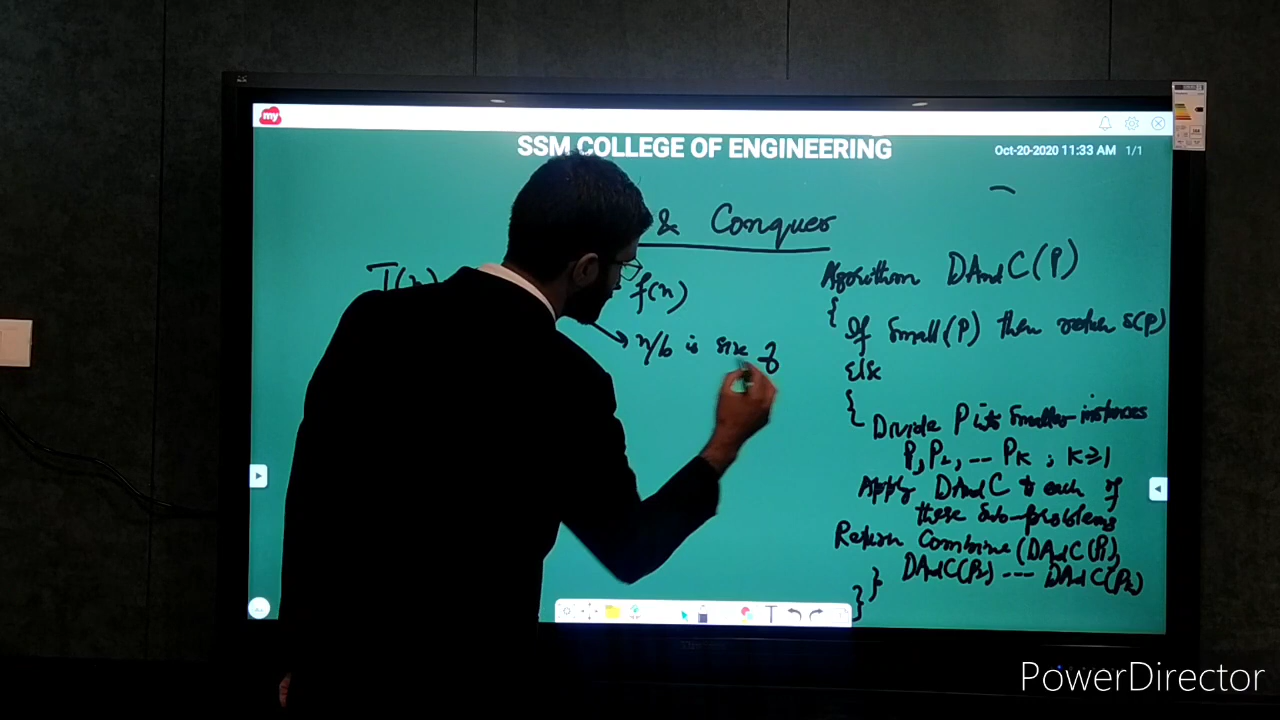 my
SSM COLLEGE OF ENGINEERING
Oct-20-2020 11:33 AM 1/1
& Conquer
T(n) f(n)
n/b is size of
Algorithm DAndC(P)
{
If Small(P) then return S(P)
else
{
Divide P into smaller instances
P1, P2, --- Pk ; k≥1
Apply DAndC to each of
these sub-problems
Return Combine (DAndC(P1),
DAndC(P2) --- DAndC(Pk)
}
}
T
PowerDirector